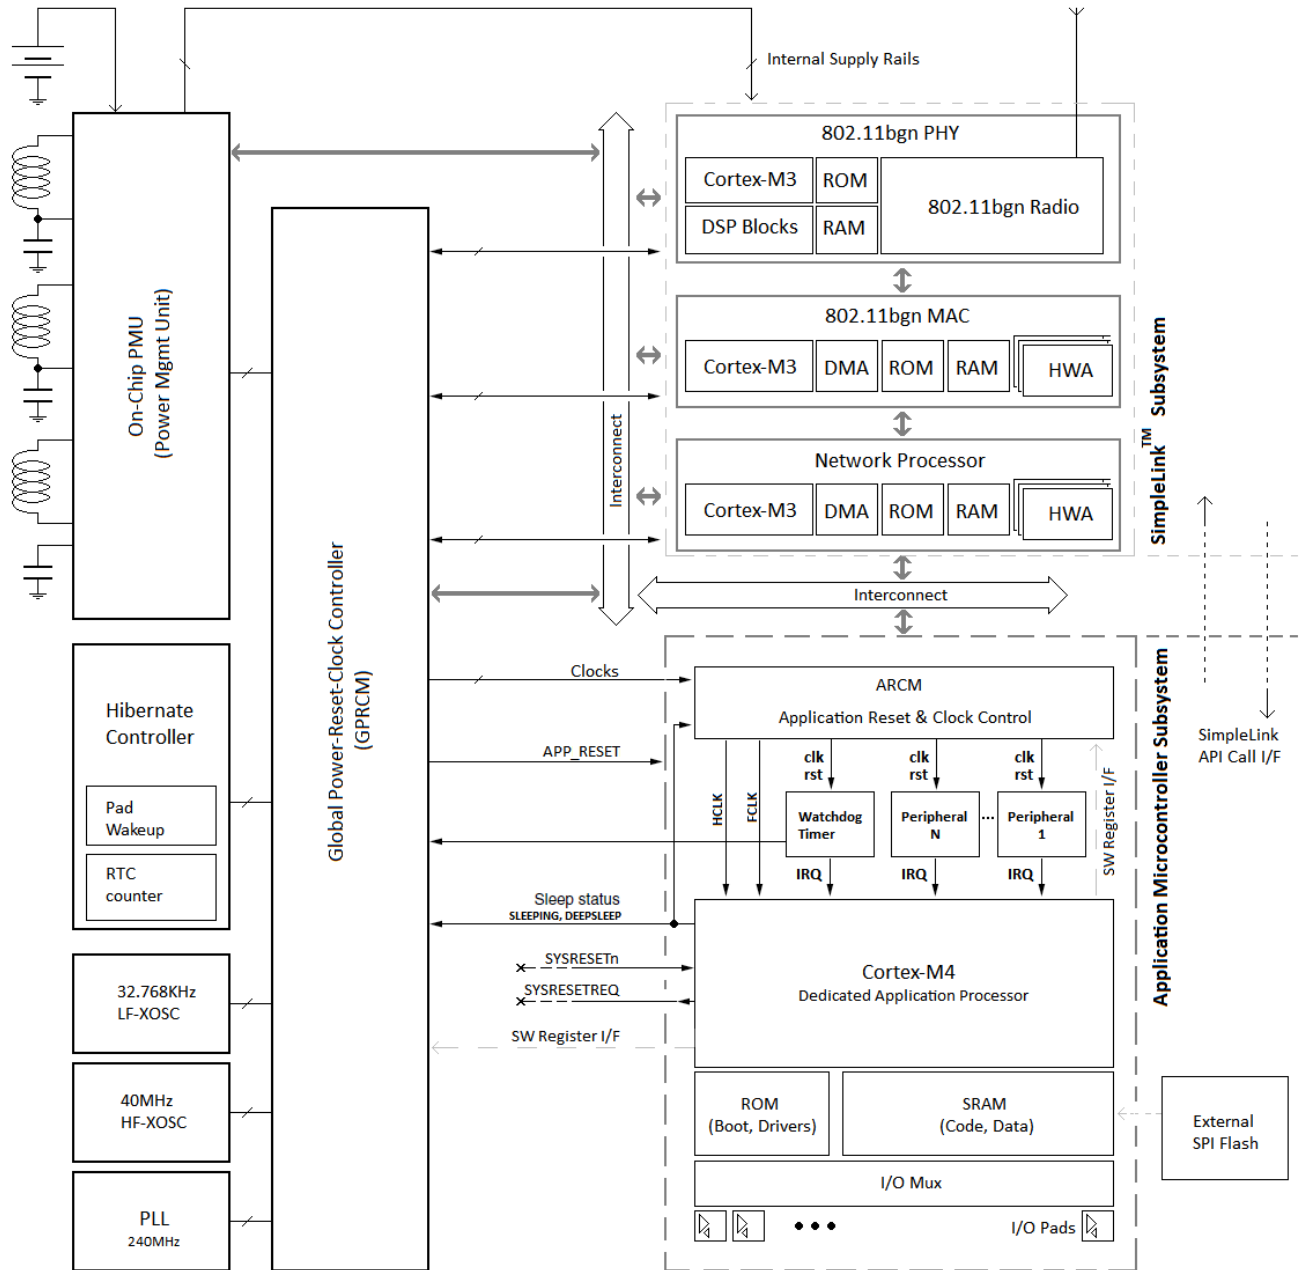 Internal Supply Rails
802.11bgn PHY
Cortex-M3
ROM
DSP Blocks
RAM
802.11bgn Radio
802.11bgn MAC
Cortex-M3
DMA
ROM
RAM
HWA
Network Processor
Cortex-M3
DMA
ROM
RAM
HWA
SimpleLink™ Subsystem
Interconnect
Interconnect
On-Chip PMU
(Power Mgmt Unit)
Global Power-Reset-Clock Controller
(GPRCM)
Hibernate
Controller
Pad
Wakeup
RTC
counter
32.768KHz
LF-XOSC
40MHz
HF-XOSC
PLL
240MHz
Clocks
APP_RESET
Sleep status
SLEEPING, DEEPSLEEP
SYSRESETn
SYSRESETREQ
SW Register I/F
ARCM
Application Reset & Clock Control
HCLK
FCLK
clk
rst
clk
rst
clk
rst
Watchdog
Timer
Peripheral
N
...
Peripheral
1
IRQ
IRQ
IRQ
SW Register I/F
Cortex-M4
Dedicated Application Processor
ROM
(Boot, Drivers)
SRAM
(Code, Data)
I/O Mux
I/O Pads
Application Microcontroller Subsystem
SimpleLink
API Call I/F
External
SPI Flash